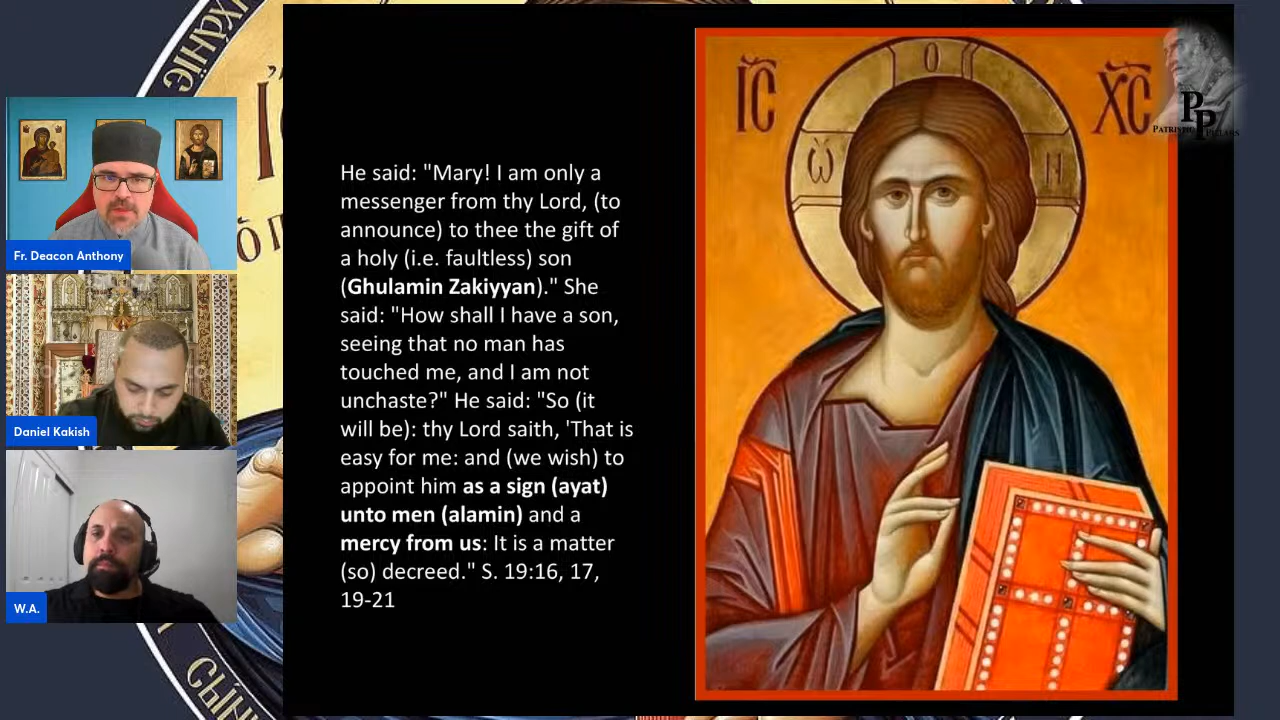 He said: "Mary! I am only a
messenger from thy Lord, (to
announce) to thee the gift of
a holy (i.e. faultless) son
(Ghulamin Zakiyyan)." She
said: "How shall I have a son,
seeing that no man has
touched me, and I am not
unchaste?" He said: "So (it
will be): thy Lord saith, 'That is
easy for me: and (we wish) to
appoint him as a sign (ayat)
unto men (alamin) and a
mercy from us: It is a matter
(so) decreed." S. 19:16, 17,
19-21
Fr. Deacon Anthony
Daniel Kakish
W.A.
ІС ХС
Ѡ О Н
PP
PATRISTIC PILLARS